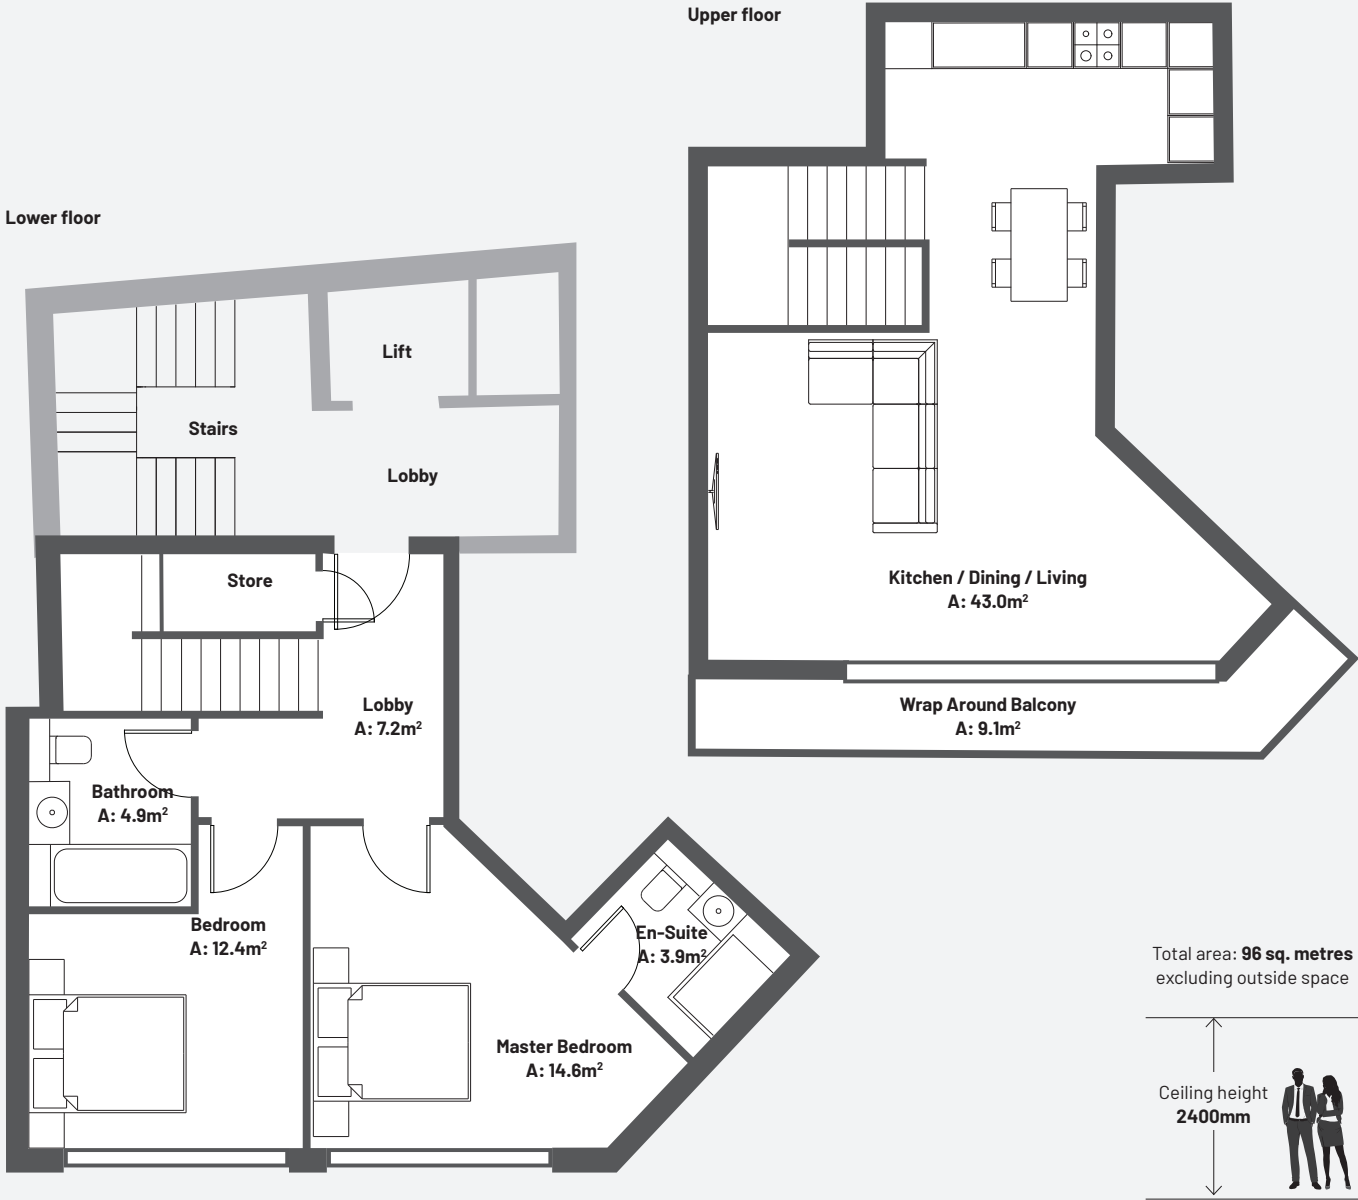 Upper floor
Kitchen / Dining / Living
A: 43.0m²
Wrap Around Balcony
A: 9.1m²
Lower floor
Lift
Stairs
Lobby
Store
Lobby
A: 7.2m²
Bathroom
A: 4.9m²
Bedroom
A: 12.4m²
En-Suite
A: 3.9m²
Master Bedroom
A: 14.6m²
Total area: 96 sq. metres
excluding outside space
Ceiling height
2400mm